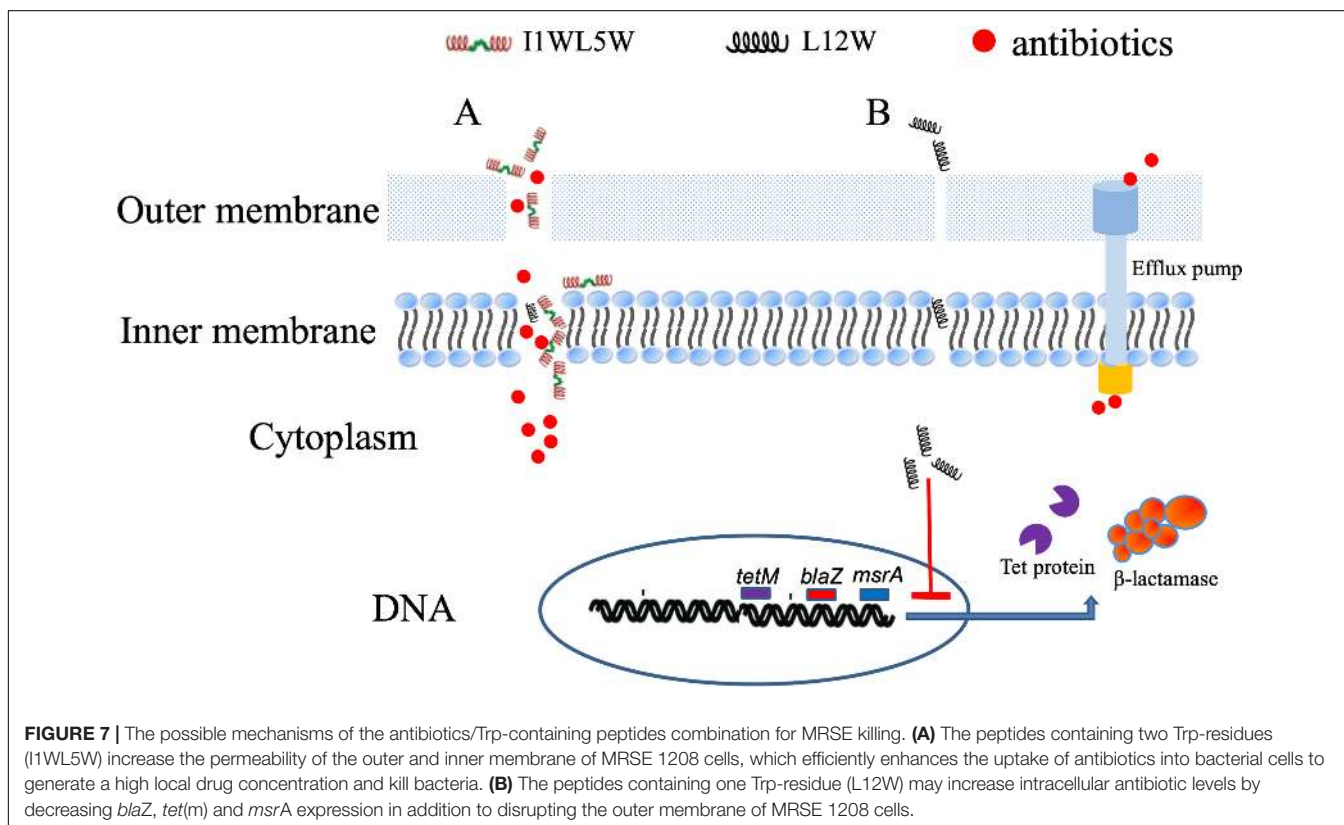 I1WL5W L12W antibiotics
A B
Outer membrane
Efflux pump
Inner membrane
Cytoplasm
Tet protein
β-lactamase
tetM blaZ msrA
DNA
FIGURE 7 | The possible mechanisms of the antibiotics/Trp-containing peptides combination for MRSE killing. (A) The peptides containing two Trp-residues
(I1WL5W) increase the permeability of the outer and inner membrane of MRSE 1208 cells, which efficiently enhances the uptake of antibiotics into bacterial cells to
generate a high local drug concentration and kill bacteria. (B) The peptides containing one Trp-residue (L12W) may increase intracellular antibiotic levels by
decreasing blaZ, tet(m) and msrA expression in addition to disrupting the outer membrane of MRSE 1208 cells.